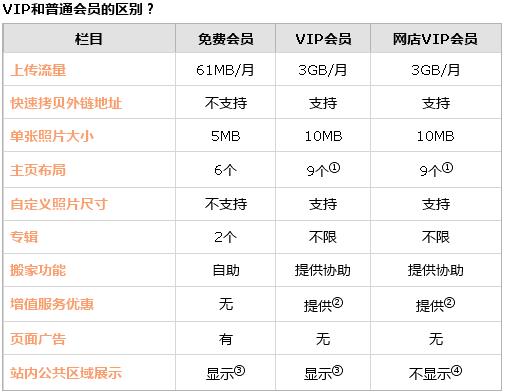 VIP和普通会员的区别？
栏目 免费会员 VIP会员 网店VIP会员
上传流量 61MB/月 3GB/月 3GB/月
快速拷贝外链地址 不支持 支持 支持
单张照片大小 5MB 10MB 10MB
主页布局 6个 9个① 9个①
自定义照片尺寸 不支持 支持 支持
专辑 2个 不限 不限
搬家功能 自助 提供协助 提供协助
增值服务优惠 无 提供② 提供②
页面广告 有 无 无
站内公共区域展示 显示③ 显示③ 不显示④